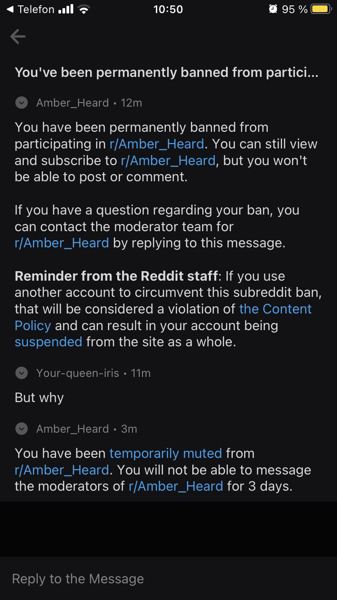 ◀ Telefon 10:50 95 %
You've been permanently banned from partici...
Amber_Heard • 12m
You have been permanently banned from
participating in r/Amber_Heard. You can still view
and subscribe to r/Amber_Heard, but you won't
be able to post or comment.
If you have a question regarding your ban, you
can contact the moderator team for
r/Amber_Heard by replying to this message.
Reminder from the Reddit staff: If you use
another account to circumvent this subreddit ban,
that will be considered a violation of the Content
Policy and can result in your account being
suspended from the site as a whole.
Your-queen-iris • 11m
But why
Amber_Heard • 3m
You have been temporarily muted from
r/Amber_Heard. You will not be able to message
the moderators of r/Amber_Heard for 3 days.
Reply to the Message